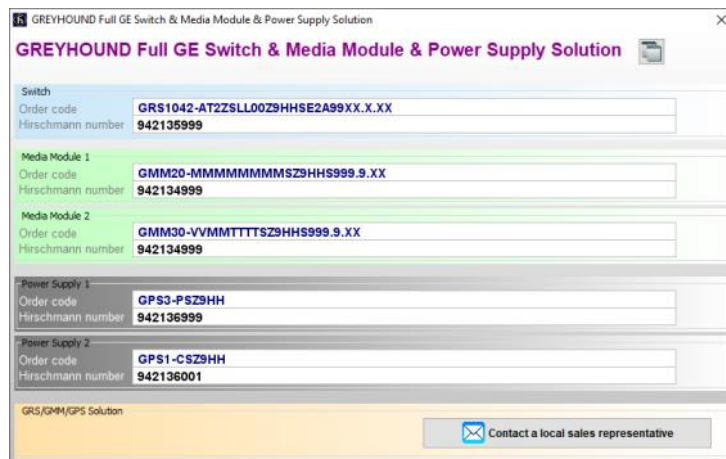 GREYHOUND Full GE Switch & Media Module & Power Supply Solution
GREYHOUND Full GE Switch & Media Module & Power Supply Solution
Switch
Order code GRS1042-AT2ZSLL00Z9HHSE2A99XX.X.XX
Hirschmann number 942135999
Media Module 1
Order code GMM20-MMMMMMMMSZ9HHS999.9.XX
Hirschmann number 942134999
Media Module 2
Order code GMM30-VVMMTTTTSZ9HHS999.9.XX
Hirschmann number 942134999
Power Supply 1
Order code GPS3-PSZ9HH
Hirschmann number 942136999
Power Supply 2
Order code GPS1-CSZ9HH
Hirschmann number 942136001
GRS/GMM/GPS Solution
Contact a local sales representative